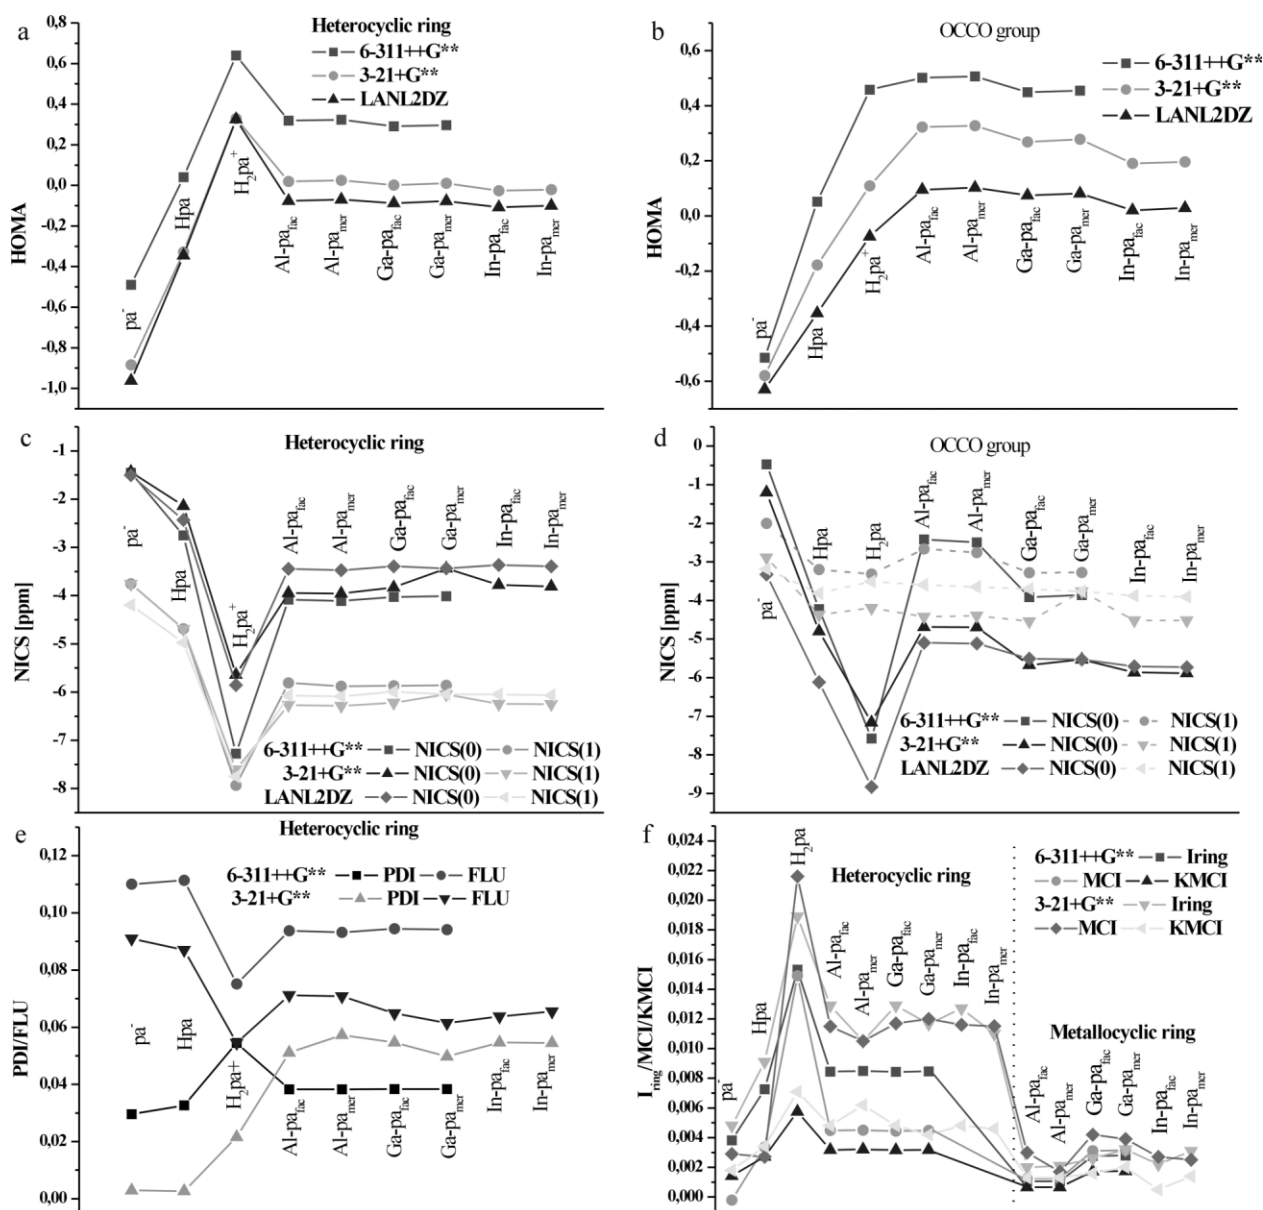 a
Heterocyclic ring
6-311++G**
3-21+G**
LANL2DZ
HOMA
0,8
0,6
0,4
0,2
0,0
-0,2
-0,4
-0,6
-0,8
-1,0
pa-
Hpa
H2pa+
Al-pafac
Al-pamer
Ga-pafac
Ga-pamer
In-pafac
In-pamer
b
OCCO group
6-311++G**
3-21+G**
LANL2DZ
HOMA
0,6
0,4
0,2
0,0
-0,2
-0,4
-0,6
pa-
Hpa
H2pa+
Al-pafac
Al-pamer
Ga-pafac
Ga-pamer
In-pafac
In-pamer
c
Heterocyclic ring
NICS [ppm]
-1
-2
-3
-4
-5
-6
-7
-8
pa-
Hpa
H2pa+
Al-pafac
Al-pamer
Ga-pafac
Ga-pamer
In-pafac
In-pamer
6-311++G** NICS(0) NICS(1)
3-21+G** NICS(0) NICS(1)
LANL2DZ NICS(0) NICS(1)
d
OCCO group
NICS [ppm]
0
-1
-2
-3
-4
-5
-6
-7
-8
-9
pa-
Hpa
H2pa
Al-pafac
Al-pamer
Ga-pafac
Ga-pamer
In-pafac
In-pamer
6-311++G** NICS(0) NICS(1)
3-21+G** NICS(0) NICS(1)
LANL2DZ NICS(0) NICS(1)
e
Heterocyclic ring
6-311++G** PDI FLU
3-21+G** PDI FLU
PDI/FLU
0,12
0,10
0,08
0,06
0,04
0,02
0,00
pa-
Hpa
H2pa+
Al-pafac
Al-pamer
Ga-pafac
Ga-pamer
In-pafac
In-pamer
f
Heterocyclic ring
6-311++G** Iring
MCI KMCI
3-21+G** Iring
MCI KMCI
Iring/MCI/KMCI
0,024
0,022
0,020
0,018
0,016
0,014
0,012
0,010
0,008
0,006
0,004
0,002
0,000
pa-
Hpa
H2pa
Al-pafac
Al-pamer
Ga-pafac
Ga-pamer
In-pafac
In-pamer
Metallocyclic ring
Al-pafac
Al-pamer
Ga-pafac
Ga-pamer
In-pafac
In-pamer